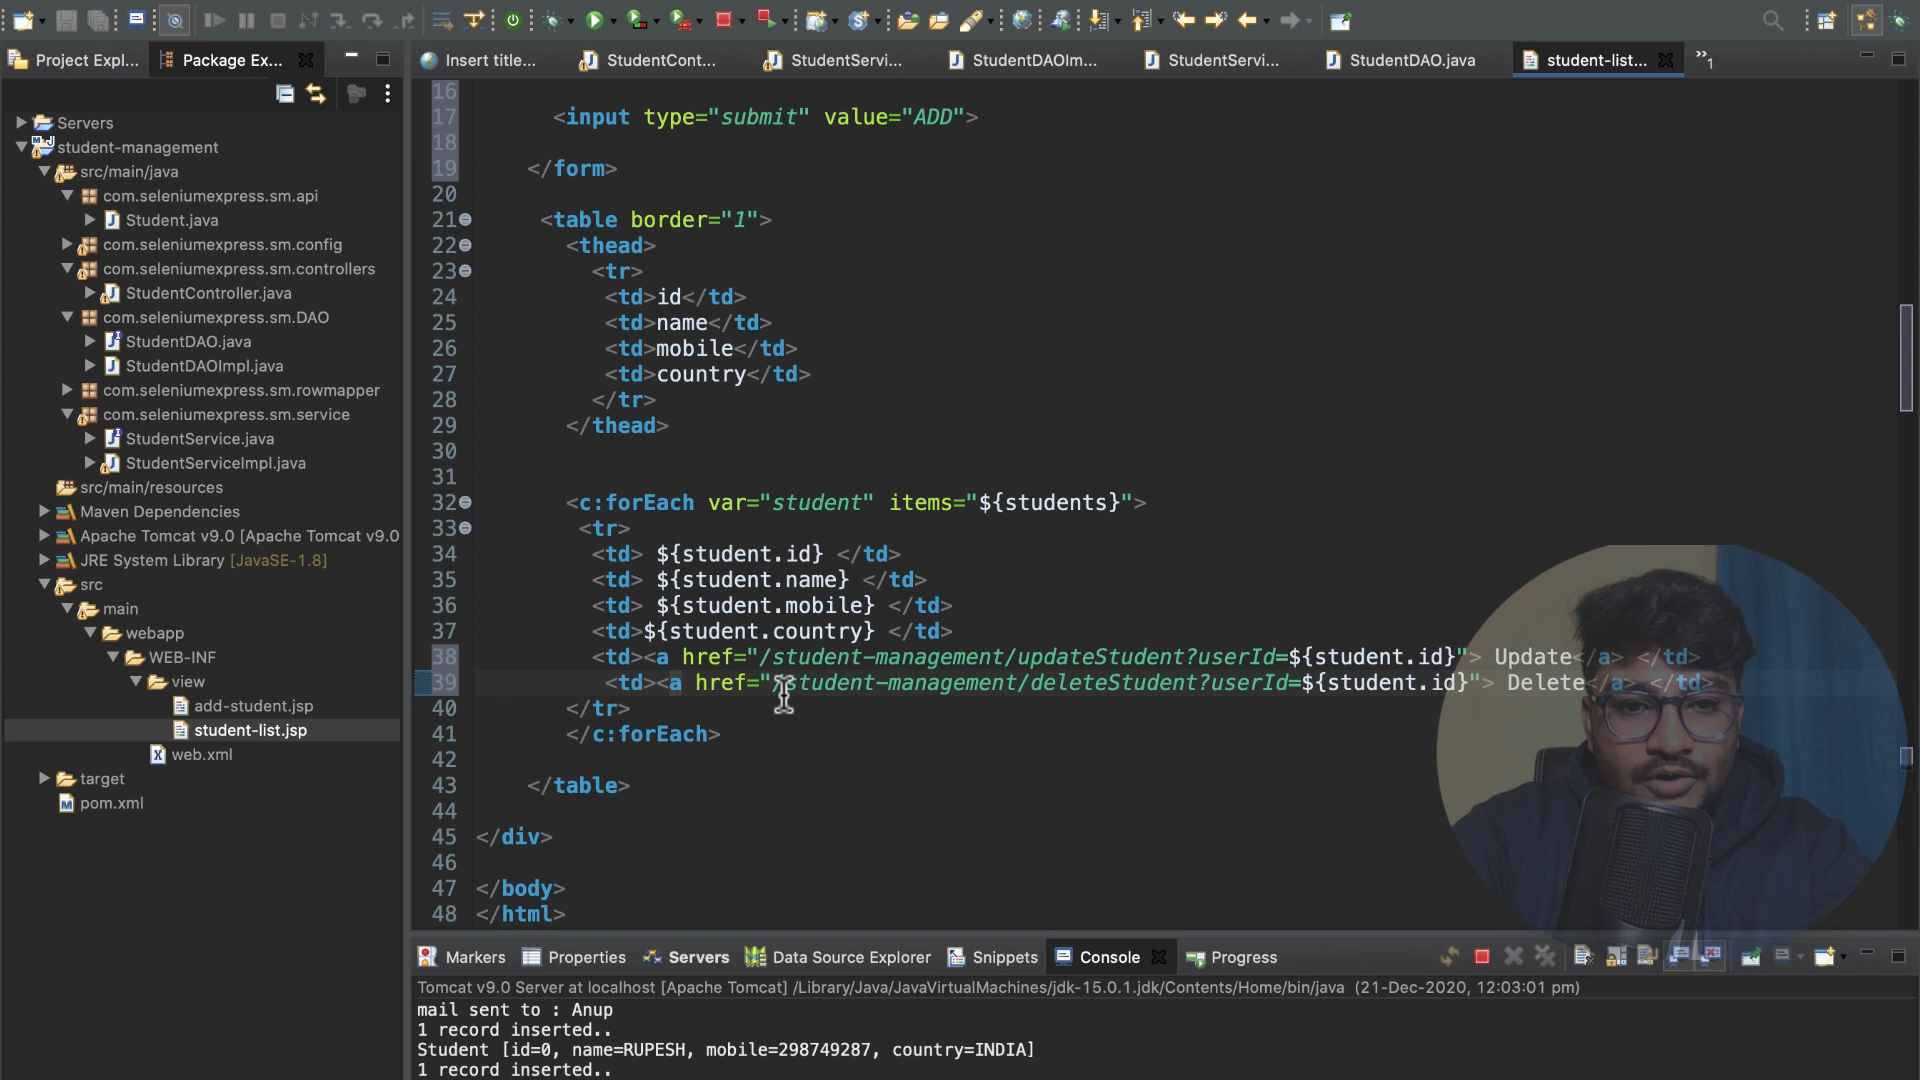 Project Expl...
Package Ex...
Insert title...
StudentCont...
StudentServi...
StudentDAOIm...
StudentServi...
StudentDAO.java
student-list...
»1
Servers
student-management
src/main/java
com.seleniumexpress.sm.api
Student.java
com.seleniumexpress.sm.config
com.seleniumexpress.sm.controllers
StudentController.java
com.seleniumexpress.sm.DAO
StudentDAO.java
StudentDAOImpl.java
com.seleniumexpress.sm.rowmapper
com.seleniumexpress.sm.service
StudentService.java
StudentServiceImpl.java
src/main/resources
Maven Dependencies
Apache Tomcat v9.0 [Apache Tomcat v9.0
JRE System Library [JavaSE-1.8]
src
main
webapp
WEB-INF
view
add-student.jsp
student-list.jsp
web.xml
target
pom.xml
16
17 <input type="submit" value="ADD">
18
19 </form>
20
21 <table border="1">
22 <thead>
23 <tr>
24 <td>id</td>
25 <td>name</td>
26 <td>mobile</td>
27 <td>country</td>
28 </tr>
29 </thead>
30
31
32 <c:forEach var="student" items="${students}">
33 <tr>
34 <td> ${student.id} </td>
35 <td> ${student.name} </td>
36 <td> ${student.mobile} </td>
37 <td>${student.country} </td>
38 <td><a href="/student-management/updateStudent?userId=${student.id}"> Update</a> </td>
39 <td><a href="/student-management/deleteStudent?userId=${student.id}"> Delete</a> </td>
40 </tr>
41 </c:forEach>
42
43 </table>
44
45 </div>
46
47 </body>
48 </html>
Markers
Properties
Servers
Data Source Explorer
Snippets
Console
Progress
Tomcat v9.0 Server at localhost [Apache Tomcat] /Library/Java/JavaVirtualMachines/jdk-15.0.1.jdk/Contents/Home/bin/java (21-Dec-2020, 12:03:01 pm)
mail sent to : Anup
1 record inserted..
Student [id=0, name=RUPESH, mobile=298749287, country=INDIA]
1 record inserted..